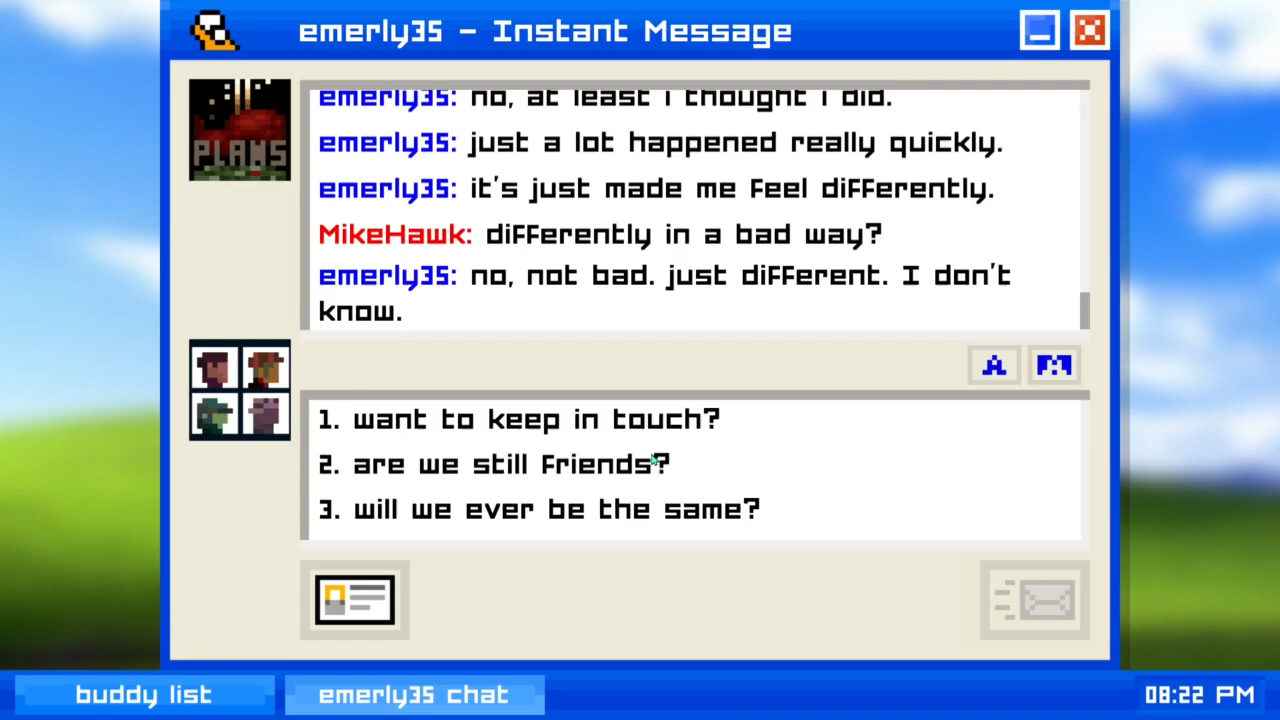 emerly35 - Instant Message
PLANS
emerly35: no, at least i thought i did.
emerly35: just a lot happened really quickly.
emerly35: it's just made me feel differently.
MikeHawk: differently in a bad way?
emerly35: no, not bad. just different. I don't
know.
A
1. want to keep in touch?
2. are we still friends?
3. will we ever be the same?
buddy list
emerly35 chat
08:22 PM